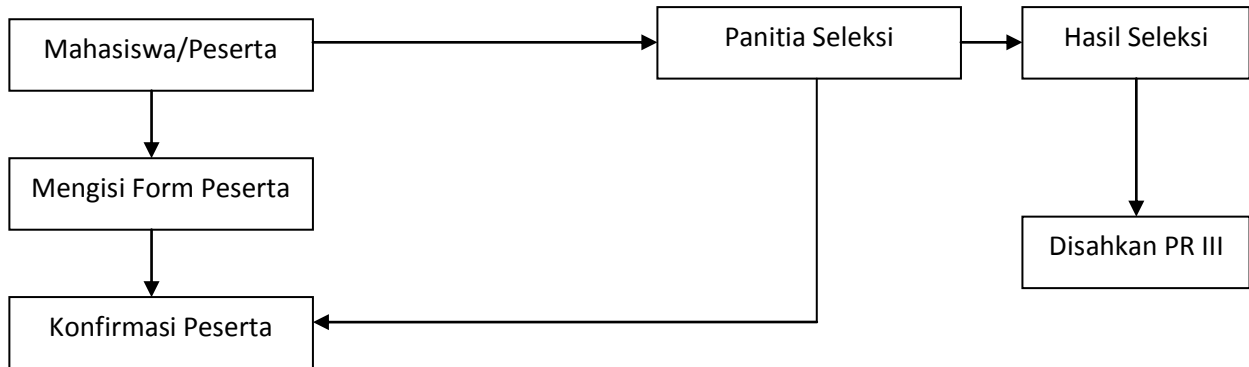 Mahasiswa/Peserta
Panitia Seleksi
Hasil Seleksi
Mengisi Form Peserta
Disahkan PR III
Konfirmasi Peserta